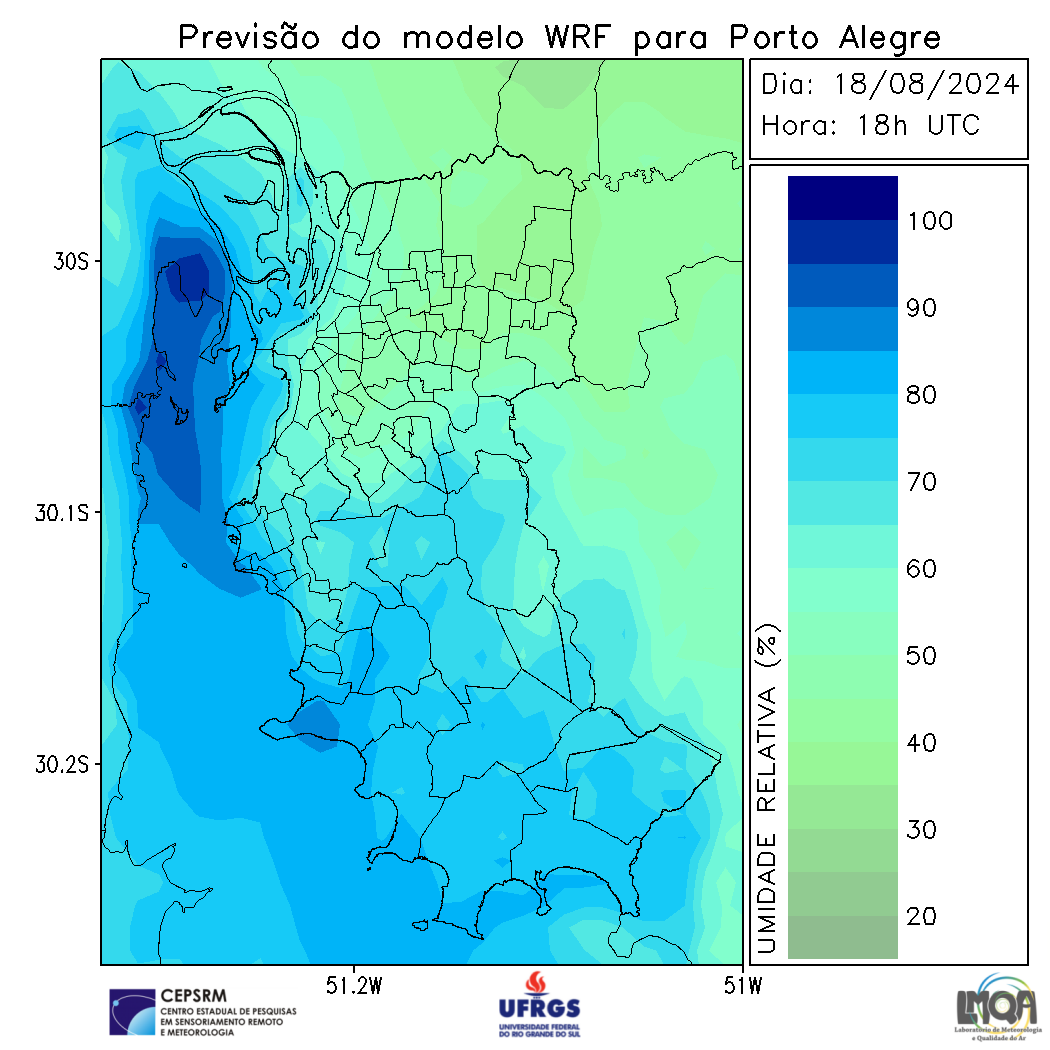 Previsão do modelo WRF para Porto Alegre
Dia: 18/08/2024
Hora: 18h UTC
30S
30.1S
30.2S
51.2W
51W
UMIDADE RELATIVA (%)
100
90
80
70
60
50
40
30
20
CEPSRM
CENTRO ESTADUAL DE PESQUISAS
EM SENSORIAMENTO REMOTO
E METEOROLOGIA
UFRGS
UNIVERSIDADE FEDERAL
DO RIO GRANDE DO SUL
LMQA
Laboratório de Meteorologia
e Qualidade do Ar